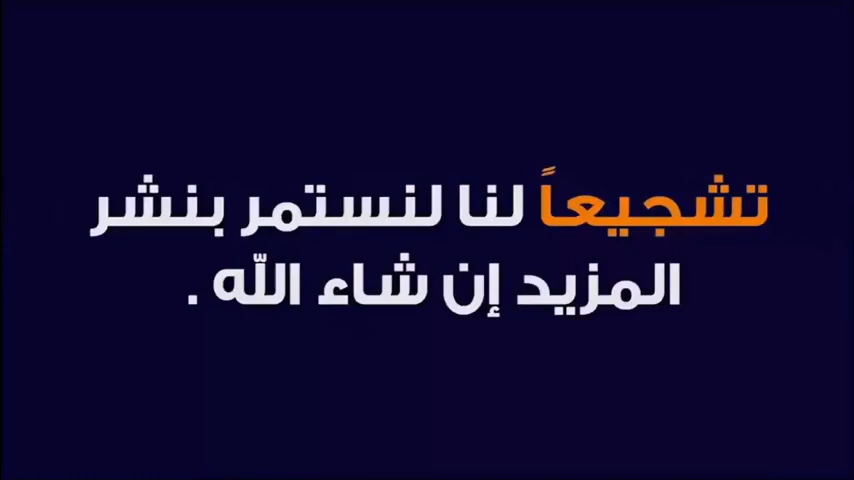 تشجيعاً لنا لنستمر بنشر
المزيد إن شاء الله .